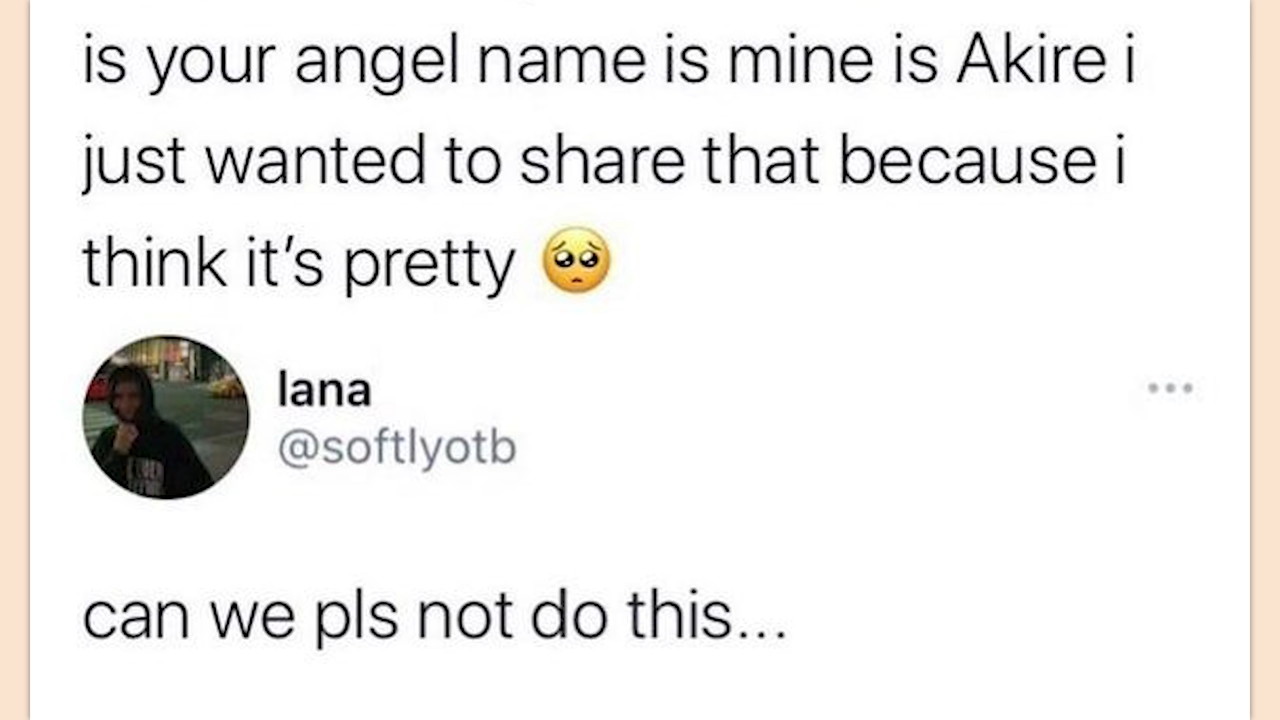 is your angel name is mine is Akire i
just wanted to share that because i
think it’s pretty 🥺
lana
@softlyotb
can we pls not do this...